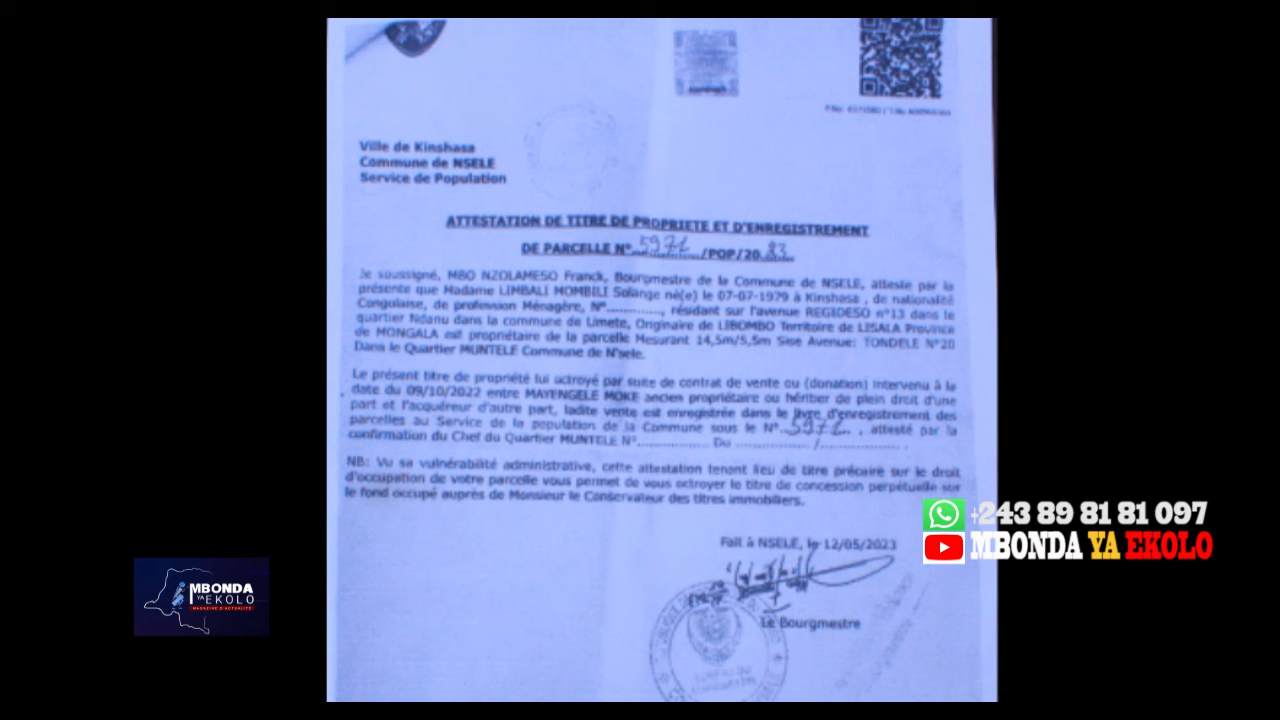 Ville de Kinshasa
Commune de NSELE
Service de Population
ATTESTATION DE TITRE DE PROPRIETE ET D'ENREGISTREMENT
DE PARCELLE N° 5971 /POP/20 23
Je soussigné, MBO NZOLAMESO Franck, Bourgmestre de la Commune de NSELE, atteste par la
présente que Madame LIMBALI MOMBILI Solange né(e) le 07-07-1979 à Kinshasa , de nationalité
Congolaise, de profession Ménagère, N°............., résidant sur l'avenue REGIDESO n°13 dans le
quartier Ndanu dans la commune de Limete, Originaire de LIBOMBO Territoire de LISALA Province
de MONGALA est propriétaire de la parcelle Mesurant 14,5m/5,5m Sise Avenue: TONDELE N°20
Dans le Quartier MUNTELE Commune de N'sele.
Le présent titre de propriété lui octroyé par suite de contrat de vente ou (donation) intervenu à la
date du 09/10/2022 entre MAYENGELE MOKE ancien propriétaire ou héritier de plein droit d'une
part et l'acquéreur d'autre part, ladite vente est enregistrée dans le livre d'enregistrement des
parcelles au Service de la population de la Commune sous le N° 5971 , attesté par la
confirmation du Chef du Quartier MUNTELE N°................ Du ................/................ .
NB: Vu sa vulnérabilité administrative, cette attestation tenant lieu de titre précaire sur le droit
d'occupation de votre parcelle vous permet de vous octroyer le titre de concession perpétuelle sur
le fond occupé auprès de Monsieur le Conservateur des titres immobiliers.
Fait à NSELE, le 12/05/2023
Le Bourgmestre
+243 89 81 81 097
MBONDA YA EKOLO
MBONDA
YA EKOLO
MAGAZINE D'ACTUALITÉ